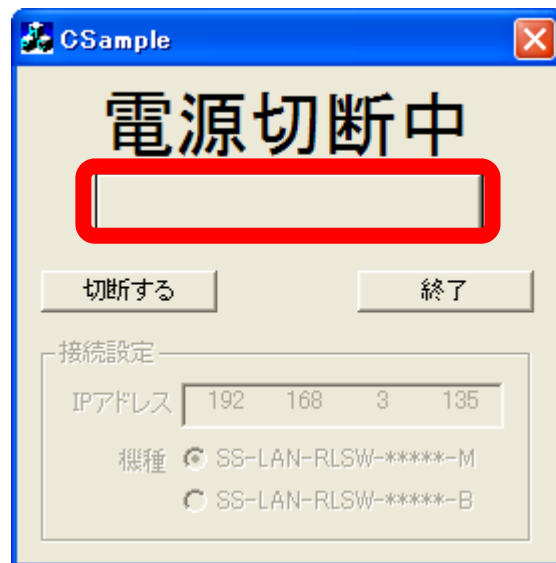 CSample
電源切断中
切断する 終了
接続設定
IPアドレス 192 168 3 135
機種 SS-LAN-RLSW-*****-M
SS-LAN-RLSW-*****-B